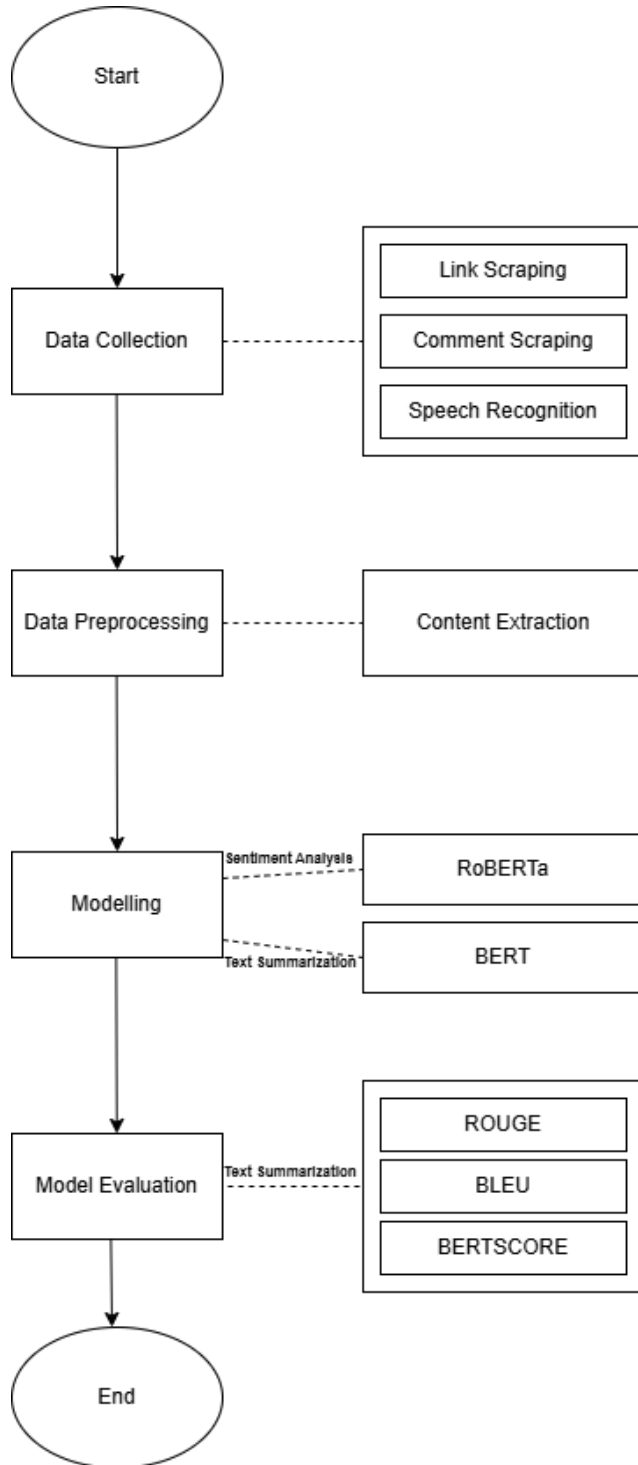 Start
Data Collection
Link Scraping
Comment Scraping
Speech Recognition
Data Preprocessing
Content Extraction
Modelling
Sentiment Analysis
RoBERTa
Text Summarization
BERT
Model Evaluation
Text Summarization
ROUGE
BLEU
BERTSCORE
End